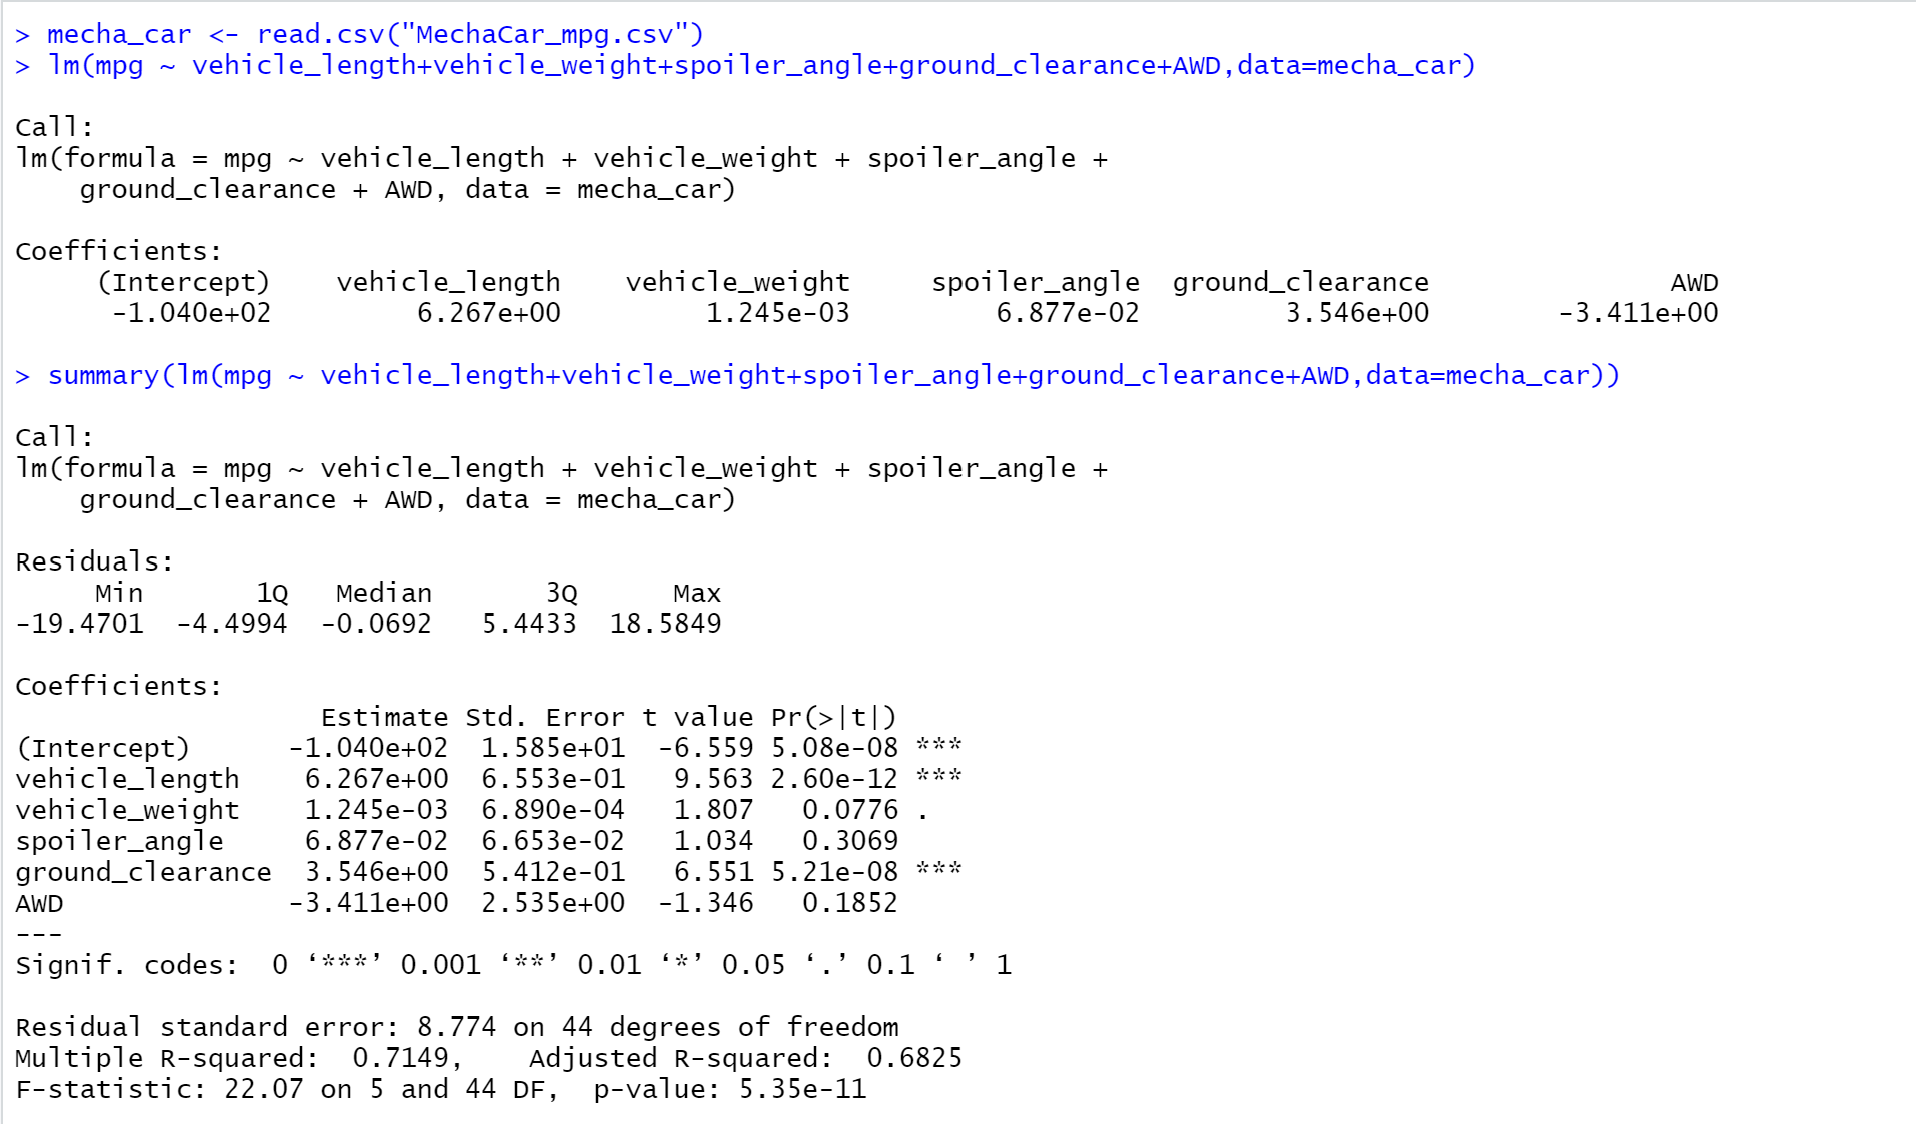 > mecha_car <- read.csv("MechaCar_mpg.csv")
> lm(mpg ~ vehicle_length+vehicle_weight+spoiler_angle+ground_clearance+AWD,data=mecha_car)
Call:
lm(formula = mpg ~ vehicle_length + vehicle_weight + spoiler_angle +
    ground_clearance + AWD, data = mecha_car)
Coefficients:
     (Intercept)    vehicle_length    vehicle_weight     spoiler_angle  ground_clearance               AWD
      -1.040e+02         6.267e+00         1.245e-03         6.877e-02         3.546e+00        -3.411e+00
> summary(lm(mpg ~ vehicle_length+vehicle_weight+spoiler_angle+ground_clearance+AWD,data=mecha_car))
Call:
lm(formula = mpg ~ vehicle_length + vehicle_weight + spoiler_angle +
    ground_clearance + AWD, data = mecha_car)
Residuals:
     Min       1Q   Median       3Q      Max
-19.4701  -4.4994  -0.0692   5.4433  18.5849
Coefficients:
                   Estimate Std. Error t value Pr(>|t|)
(Intercept)      -1.040e+02  1.585e+01  -6.559 5.08e-08 ***
vehicle_length    6.267e+00  6.553e-01   9.563 2.60e-12 ***
vehicle_weight    1.245e-03  6.890e-04   1.807   0.0776 .
spoiler_angle     6.877e-02  6.653e-02   1.034   0.3069
ground_clearance  3.546e+00  5.412e-01   6.551 5.21e-08 ***
AWD              -3.411e+00  2.535e+00  -1.346   0.1852
---
Signif. codes:  0 ‘***’ 0.001 ‘**’ 0.01 ‘*’ 0.05 ‘.’ 0.1 ‘ ’ 1
Residual standard error: 8.774 on 44 degrees of freedom
Multiple R-squared:  0.7149,    Adjusted R-squared:  0.6825
F-statistic: 22.07 on 5 and 44 DF,  p-value: 5.35e-11